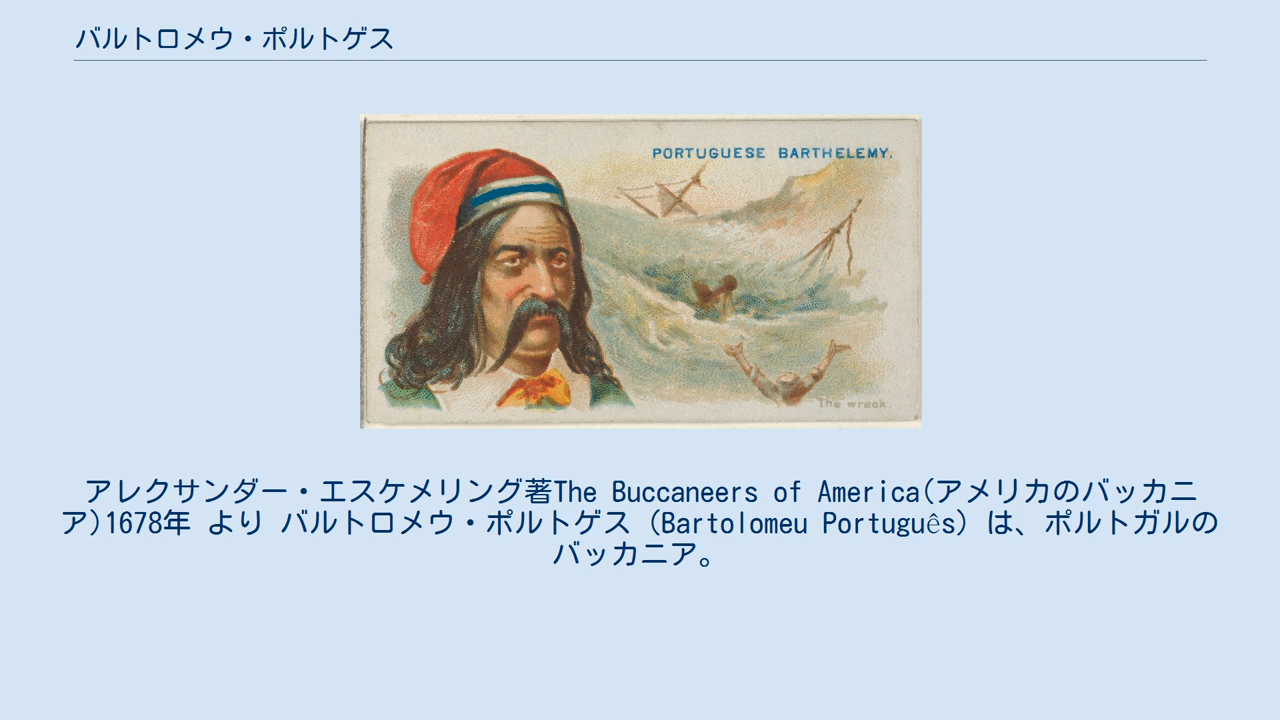 バルトロメウ・ポルトゲス
PORTUGUESE BARTHELEMY.
The wreck.
アレクサンダー・エスケメリング著The Buccaneers of America(アメリカのバッカニ
ア)1678年 より バルトロメウ・ポルトゲス (Bartolomeu Português) は、ポルトガルの
バッカニア。